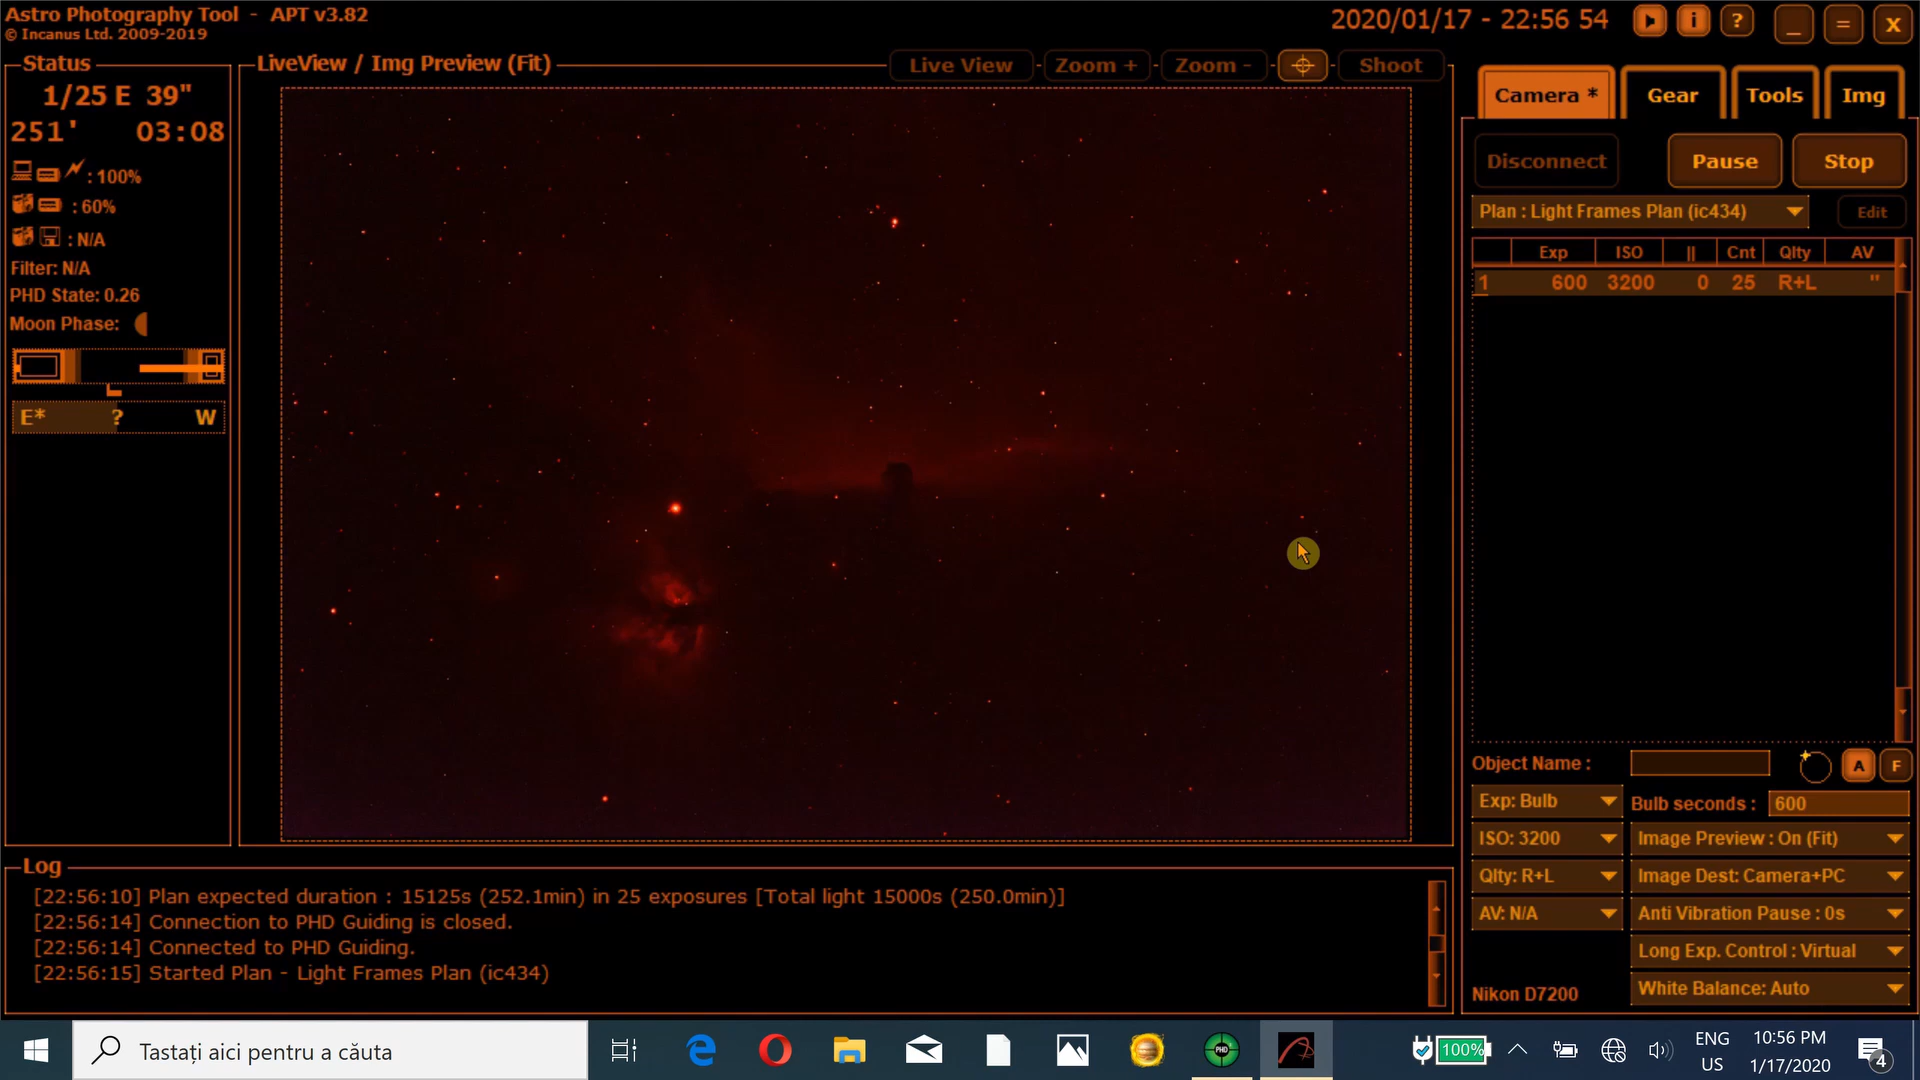 Astro Photography Tool - APT v3.82
© Incanus Ltd. 2009-2019
2020/01/17 - 22:56 54
i ? _ = X
Status
1/25 E 39"
251' 03:08
: 100%
: 60%
: N/A
Filter: N/A
PHD State: 0.26
Moon Phase:
E* ? W
LiveView / Img Preview (Fit)
Live View - Zoom + - Zoom - - - Shoot
Camera * Gear Tools Img
Disconnect Pause Stop
Plan : Light Frames Plan (ic434) Edit
Exp ISO || Cnt Qlty AV
1 600 3200 0 25 R+L "
Object Name : A F
Exp: Bulb Bulb seconds : 600
ISO: 3200 Image Preview : On (Fit)
Qlty: R+L Image Dest: Camera+PC
AV: N/A Anti Vibration Pause : 0s
Long Exp. Control : Virtual
Nikon D7200 White Balance: Auto
Log
[22:56:10] Plan expected duration : 15125s (252.1min) in 25 exposures [Total light 15000s (250.0min)]
[22:56:14] Connection to PHD Guiding is closed.
[22:56:14] Connected to PHD Guiding.
[22:56:15] Started Plan - Light Frames Plan (ic434)
Tastați aici pentru a căuta
PHD
100%
ENG
US
10:56 PM
1/17/2020
4